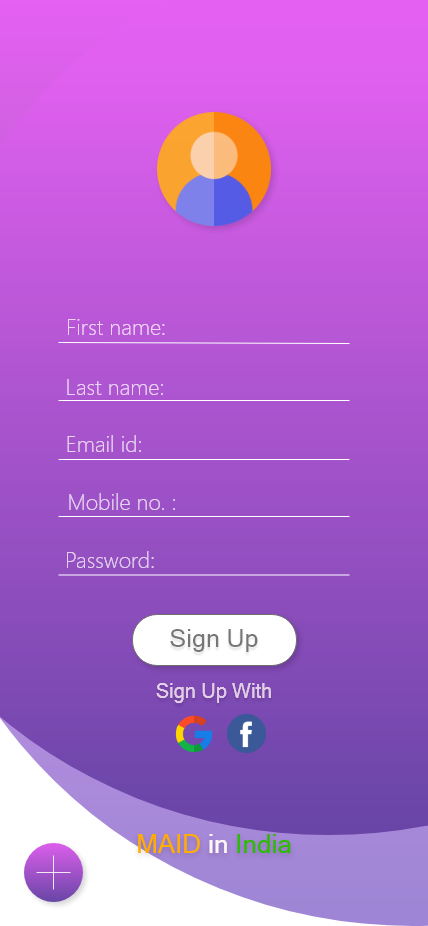 First name:
Last name:
Email id:
Mobile no. :
Password:
Sign Up
Sign Up With
G f
MAID in India